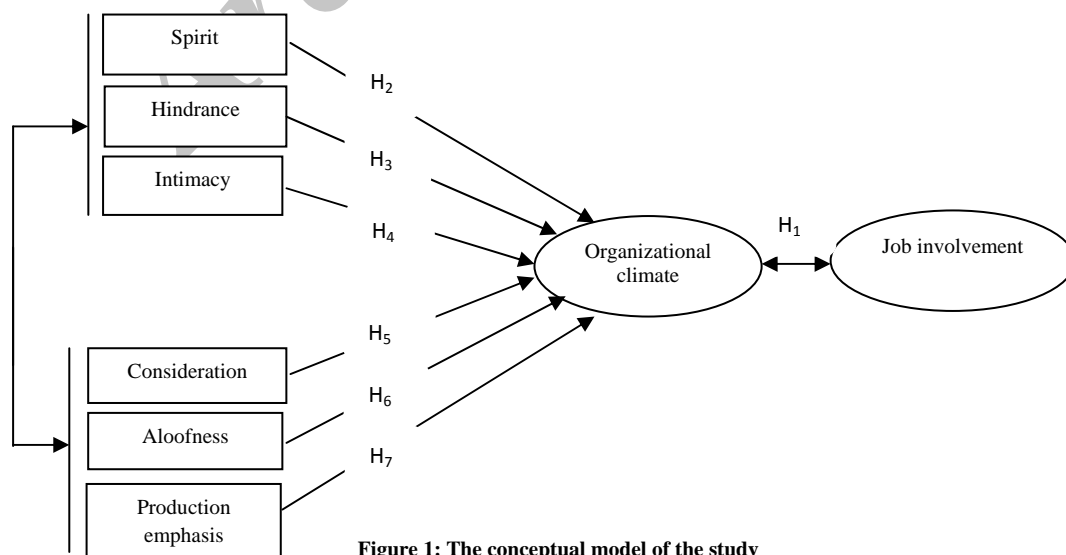 Spirit
H2
Hindrance
H3
Intimacy
H4
Organizational
climate
H1
Job involvement
H5
Consideration
H6
Aloofness
H7
Production
emphasis
Figure 1: The conceptual model of the study